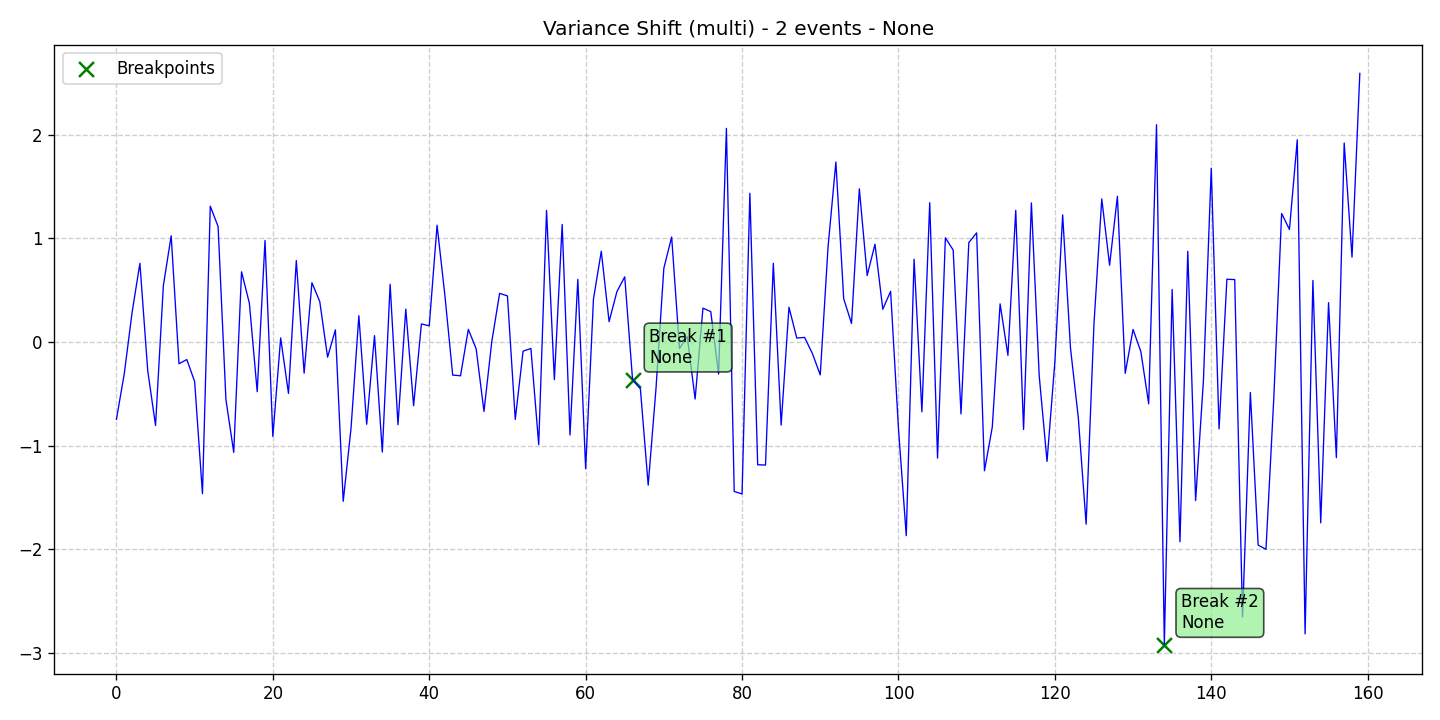 Variance Shift (multi) - 2 events - None
Breakpoints
2
1
0
−1
−2
−3
Break #1
None
Break #2
None
0 20 40 60 80 100 120 140 160